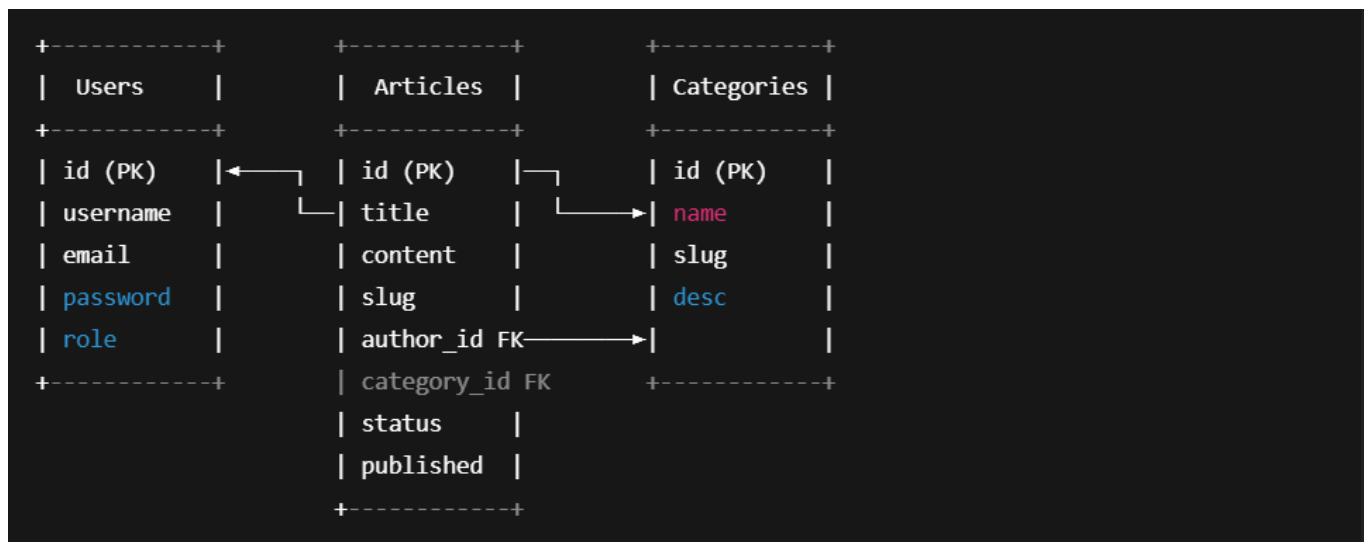 +------------+ +------------+ +------------+
| Users | | Articles | | Categories |
+------------+ +------------+ +------------+
| id (PK) |◄───┐ | id (PK) |──┐ | id (PK) |
| username | └──| title | └─────►| name |
| email | | content | | slug |
| password | | slug | | desc |
| role | | author_id FK────────►| |
+------------+ | category_id FK +------------+
| status |
| published |
+------------+